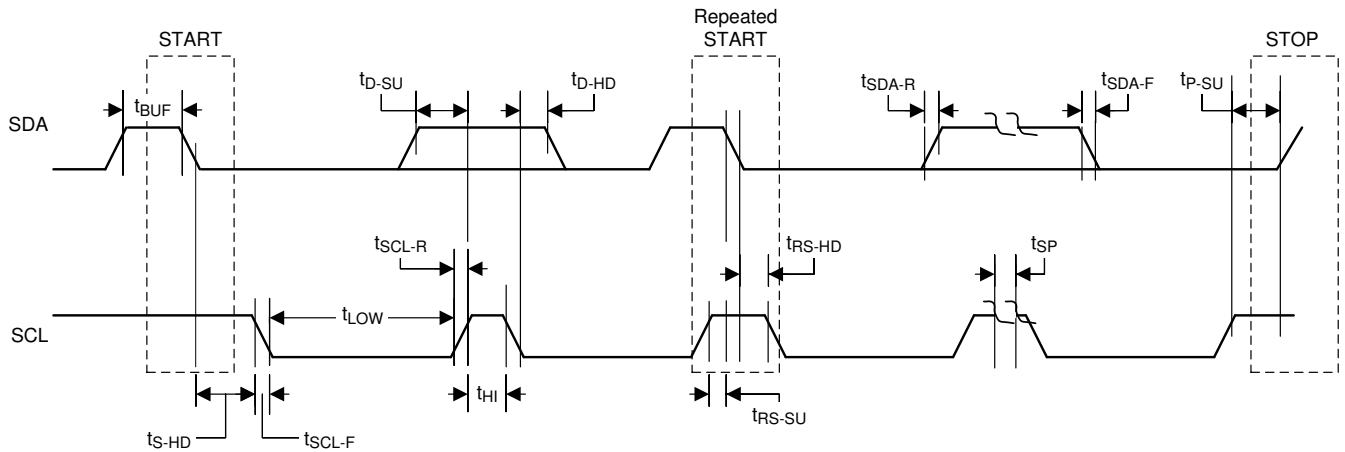 START
Repeated
START
STOP
tBUF
tD-SU
tD-HD
tSDA-R
tSDA-F
tP-SU
SDA
tSCL-R
tRS-HD
tSP
tLOW
SCL
tHI
tRS-SU
tS-HD
tSCL-F